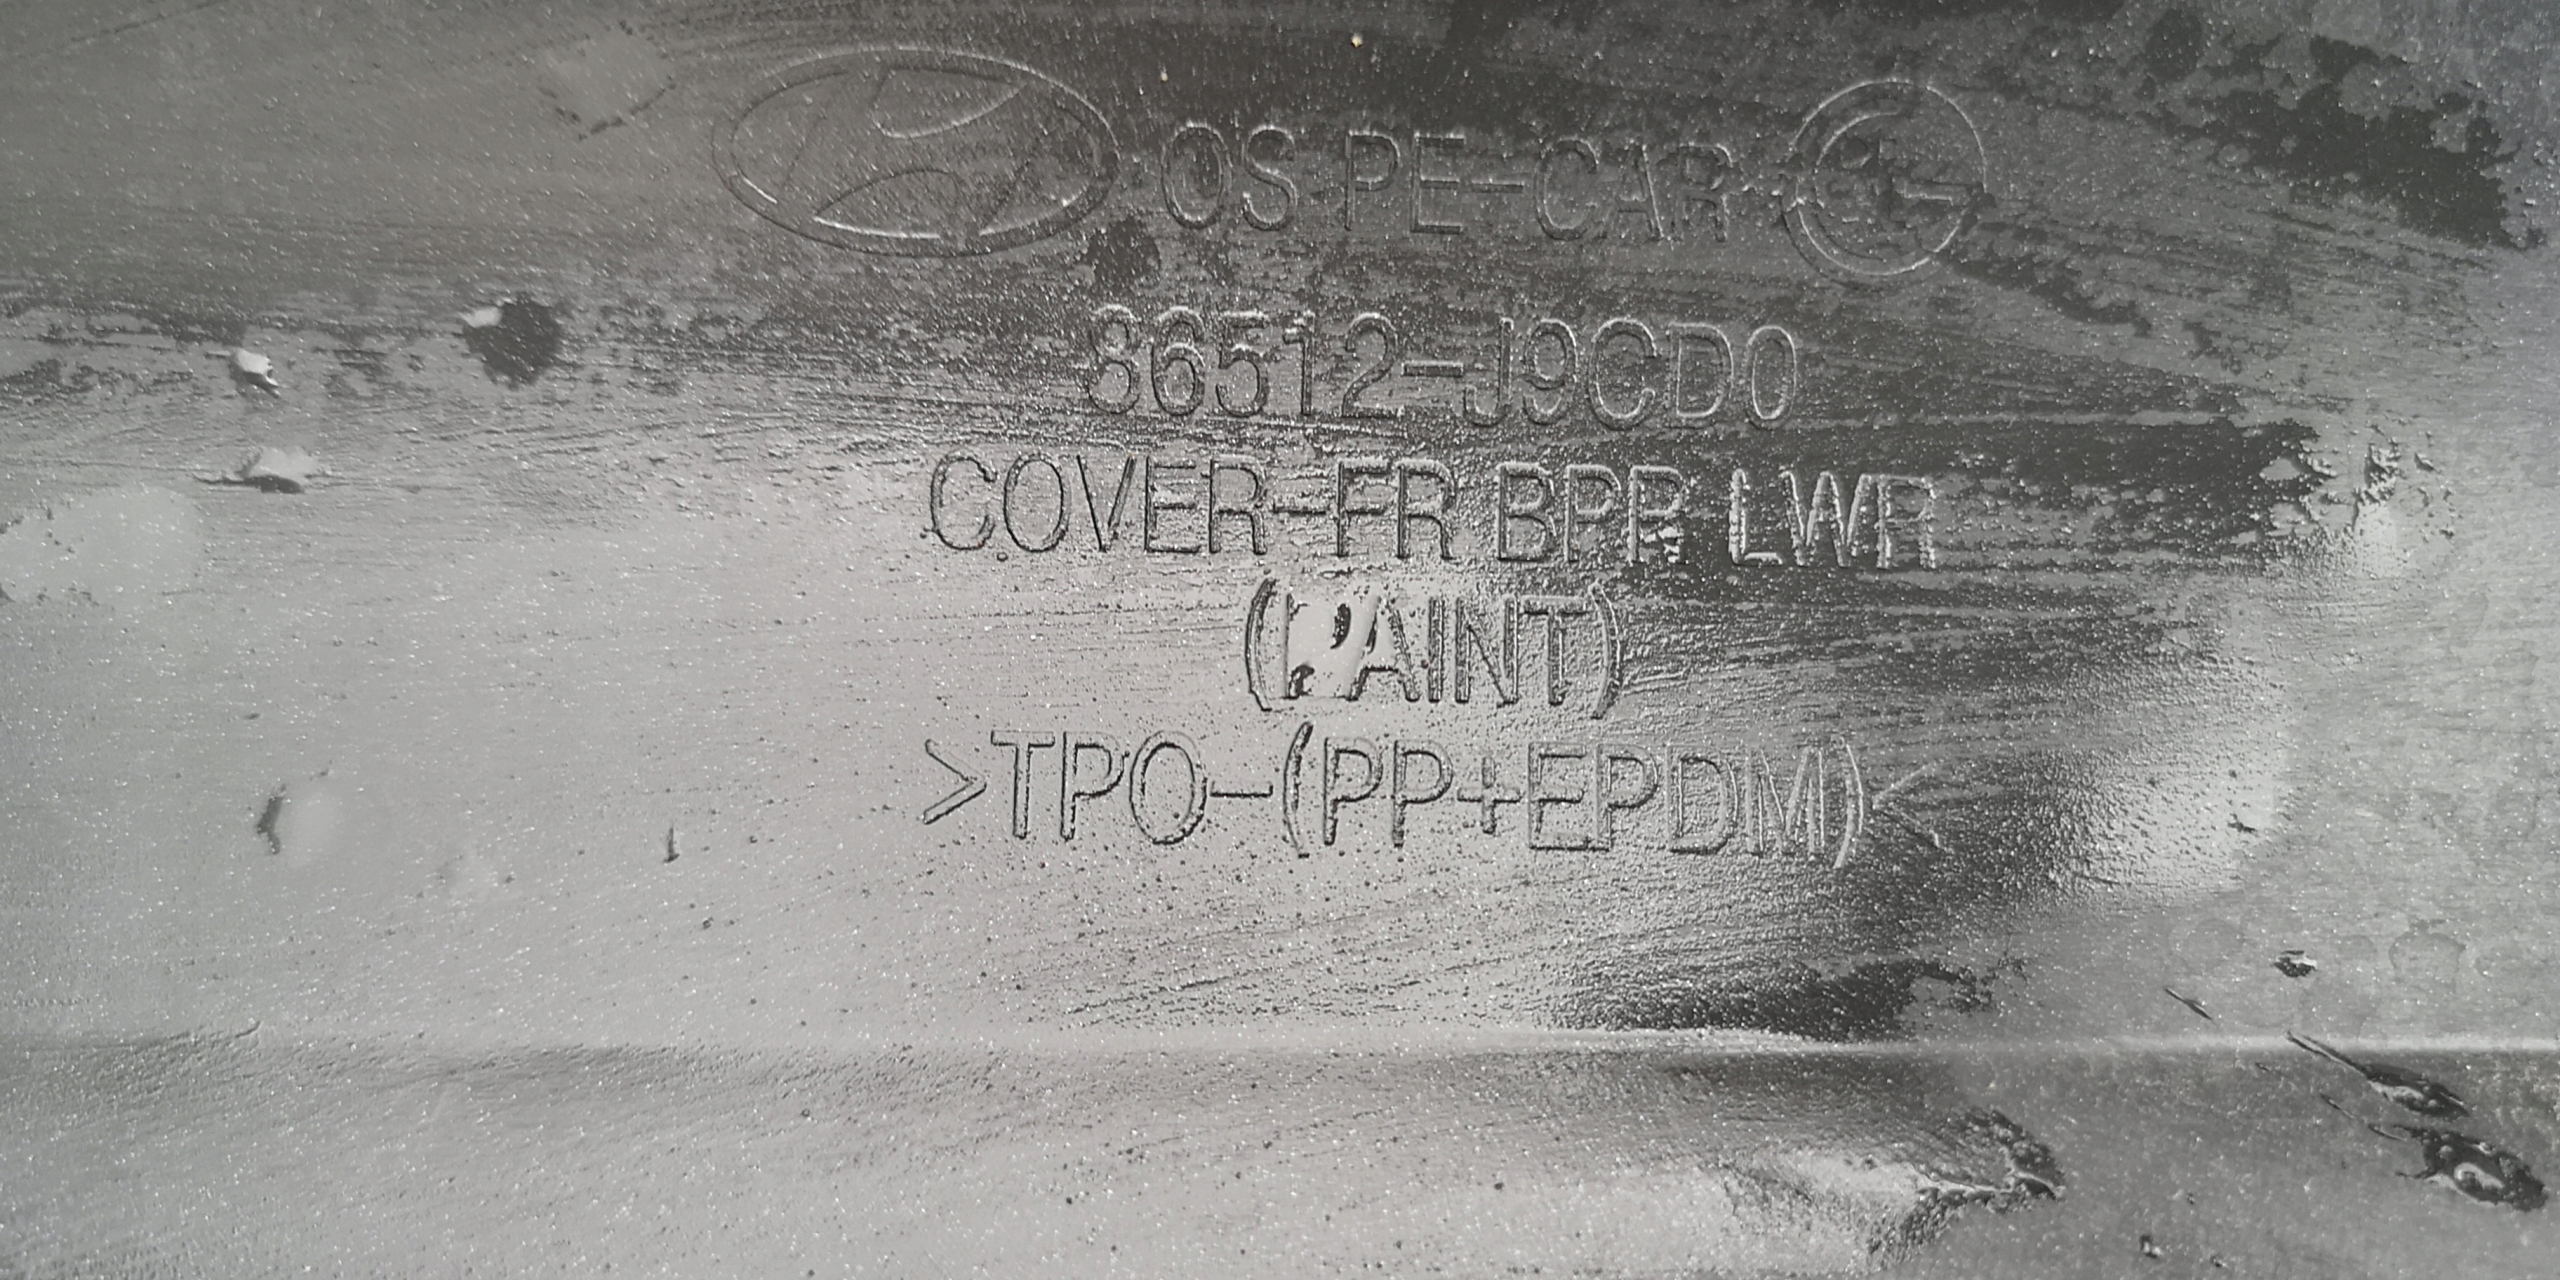 OS PE-CAR
86512-J9CD0
COVER-FR BPR LWR
(PAINT)
>TPO-(PP+EPDM)<